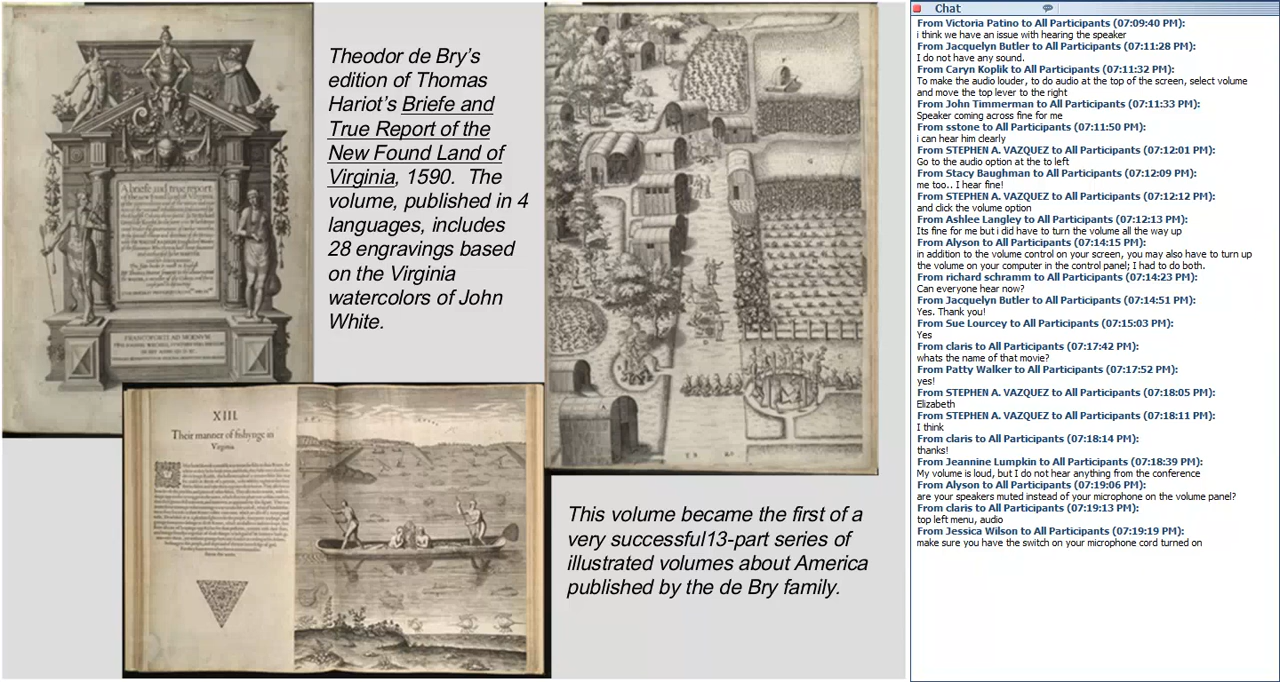 Theodor de Bry's
edition of Thomas
Hariot's Briefe and
True Report of the
New Found Land of
Virginia, 1590.  The
volume, published in 4
languages, includes
28 engravings based
on the Virginia
watercolors of John
White.
A briefe and true report
of the new found land of Virginia
XIII.
Their manner of fishynge in
Virginia.
This volume became the first of a
very successful13-part series of
illustrated volumes about America
published by the de Bry family.
Chat
From Victoria Patino to All Participants (07:09:40 PM):
i think we have an issue with hearing the speaker
From Jacquelyn Butler to All Participants (07:11:28 PM):
I do not have any sound.
From Caryn Koplik to All Participants (07:11:32 PM):
To make the audio louder, to do audio at the top of the screen, select volume
and move the top lever to the right
From John Timmerman to All Participants (07:11:33 PM):
Speaker coming across fine for me
From sstone to All Participants (07:11:50 PM):
i can hear him clearly
From STEPHEN A. VAZQUEZ to All Participants (07:12:01 PM):
Go to the audio option at the to left
From Stacy Baughman to All Participants (07:12:09 PM):
me too.. I hear fine!
From STEPHEN A. VAZQUEZ to All Participants (07:12:12 PM):
and click the volume option
From Ashlee Langley to All Participants (07:12:13 PM):
Its fine for me but i did have to turn the volume all the way up
From Alyson to All Participants (07:14:15 PM):
in addition to the volume control on your screen, you may also have to turn up
the volume on your computer in the control panel; I had to do both.
From richard schramm to All Participants (07:14:23 PM):
Can everyone hear now?
From Jacquelyn Butler to All Participants (07:14:51 PM):
Yes. Thank you!
From Sue Lourcey to All Participants (07:15:03 PM):
Yes
From claris to All Participants (07:17:42 PM):
whats the name of that movie?
From Patty Walker to All Participants (07:17:52 PM):
yes!
From STEPHEN A. VAZQUEZ to All Participants (07:18:05 PM):
Elizabeth
From STEPHEN A. VAZQUEZ to All Participants (07:18:11 PM):
I think
From claris to All Participants (07:18:14 PM):
thanks!
From Jeannine Lumpkin to All Participants (07:18:39 PM):
My volume is loud, but I do not hear anything from the conference
From Alyson to All Participants (07:19:06 PM):
are your speakers muted instead of your microphone on the volume panel?
From claris to All Participants (07:19:13 PM):
top left menu, audio
From Jessica Wilson to All Participants (07:19:19 PM):
make sure you have the switch on your microphone cord turned on